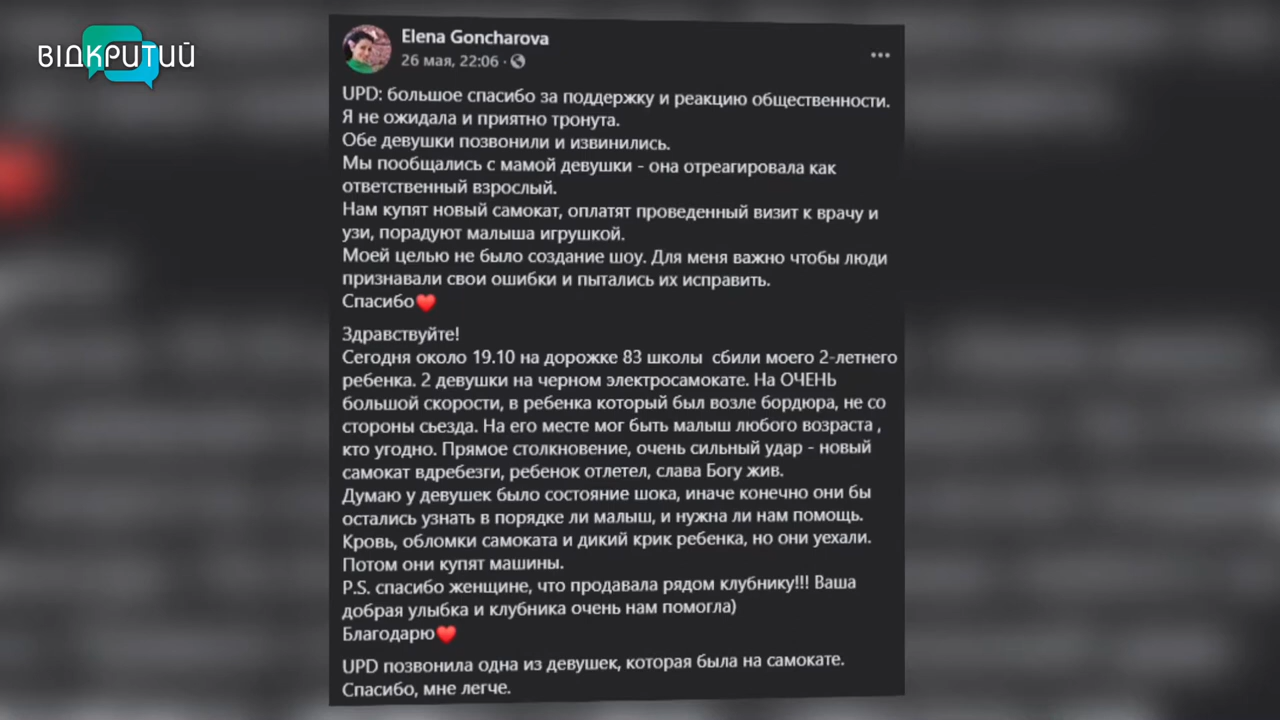 ВІДКРИТИЙ
Elena Goncharova
26 мая, 22:06 ·
UPD: большое спасибо за поддержку и реакцию общественности.
Я не ожидала и приятно тронута.
Обе девушки позвонили и извинились.
Мы пообщались с мамой девушки - она отреагировала как
ответственный взрослый.
Нам купят новый самокат, оплатят проведенный визит к врачу и
узи, порадуют малыша игрушкой.
Моей целью не было создание шоу. Для меня важно чтобы люди
признавали свои ошибки и пытались их исправить.
Спасибо❤️
Здравствуйте!
Сегодня около 19.10 на дорожке 83 школы сбили моего 2-летнего
ребенка. 2 девушки на черном электросамокате. На ОЧЕНЬ
большой скорости, в ребенка который был возле бордюра, не со
стороны сьезда. На его месте мог быть малыш любого возраста ,
кто угодно. Прямое столкновение, очень сильный удар - новый
самокат вдребезги, ребенок отлетел, слава Богу жив.
Думаю у девушек было состояние шока, иначе конечно они бы
остались узнать в порядке ли малыш, и нужна ли нам помощь.
Кровь, обломки самоката и дикий крик ребенка, но они уехали.
Потом они купят машины.
P.S. спасибо женщине, что продавала рядом клубнику!!! Ваша
добрая улыбка и клубника очень нам помогла)
Благодарю❤️
UPD позвонила одна из девушек, которая была на самокате.
Спасибо, мне легче.